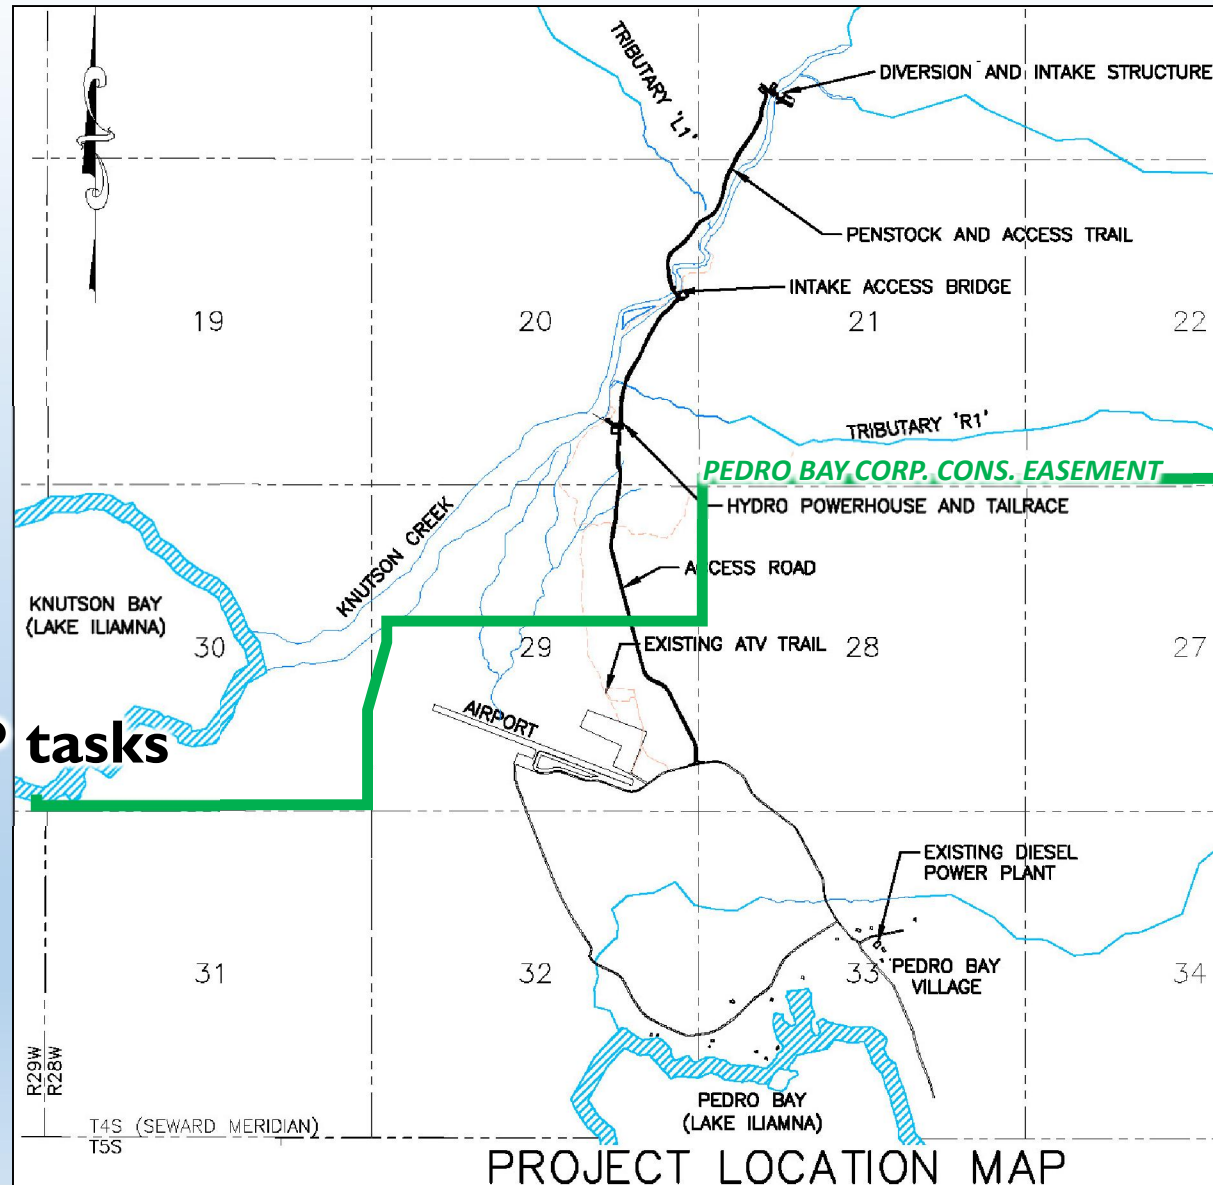 TRIBUTARY 'L1'
DIVERSION AND INTAKE STRUCTURE
PENSTOCK AND ACCESS TRAIL
INTAKE ACCESS BRIDGE
19
20
21
22
TRIBUTARY 'R1'
PEDRO BAY CORP. CONS. EASEMENT
HYDRO POWERHOUSE AND TAILRACE
KNUTSON CREEK
ACCESS ROAD
KNUTSON BAY
(LAKE ILIAMNA)
30
29
EXISTING ATV TRAIL
28
27
AIRPORT
tasks
EXISTING DIESEL
POWER PLANT
31
32
33
34
PEDRO BAY
VILLAGE
R29W
R28W
PEDRO BAY
(LAKE ILIAMNA)
T4S (SEWARD MERIDIAN)
T5S
PROJECT LOCATION MAP